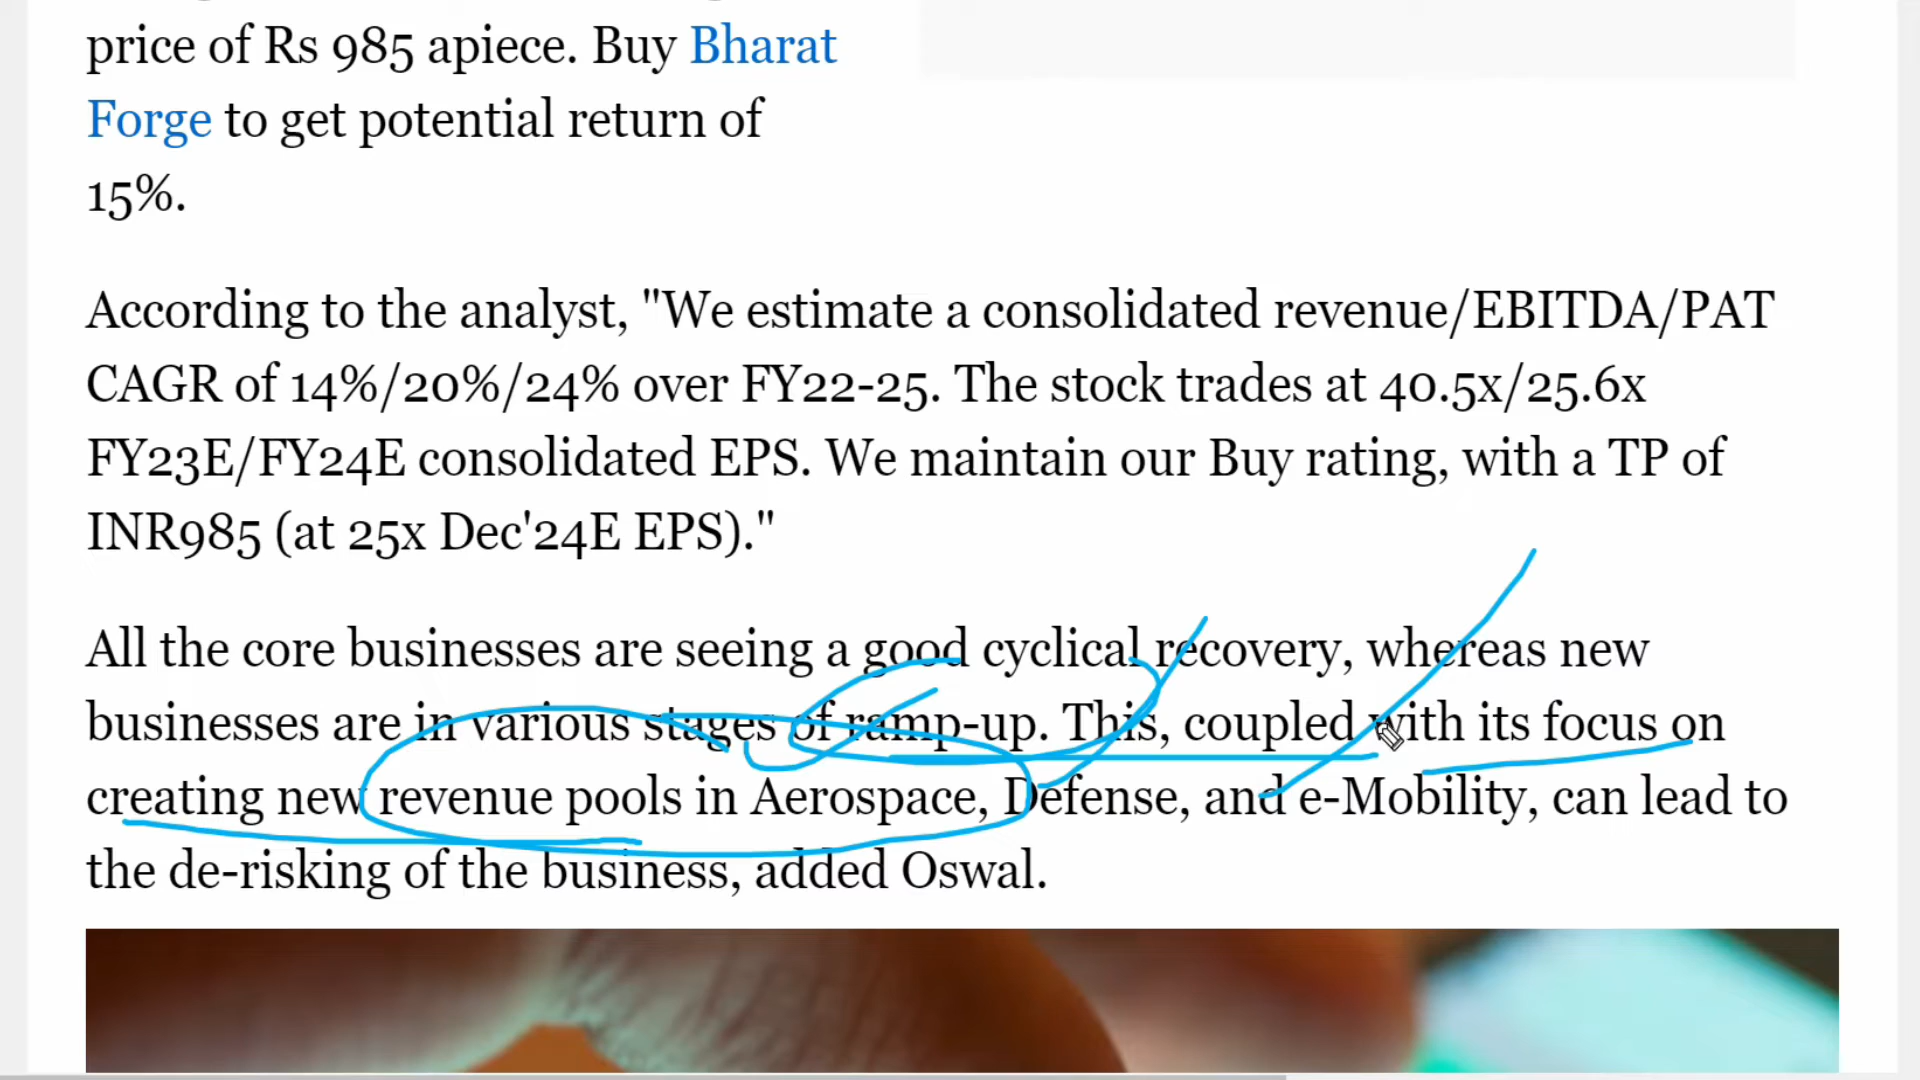 price of Rs 985 apiece. Buy Bharat
Forge to get potential return of
15%.
According to the analyst, "We estimate a consolidated revenue/EBITDA/PAT
CAGR of 14%/20%/24% over FY22-25. The stock trades at 40.5x/25.6x
FY23E/FY24E consolidated EPS. We maintain our Buy rating, with a TP of
INR985 (at 25x Dec'24E EPS)."
All the core businesses are seeing a good cyclical recovery, whereas new
businesses are in various stages of ramp-up. This, coupled with its focus on
creating new revenue pools in Aerospace, Defense, and e-Mobility, can lead to
the de-risking of the business, added Oswal.